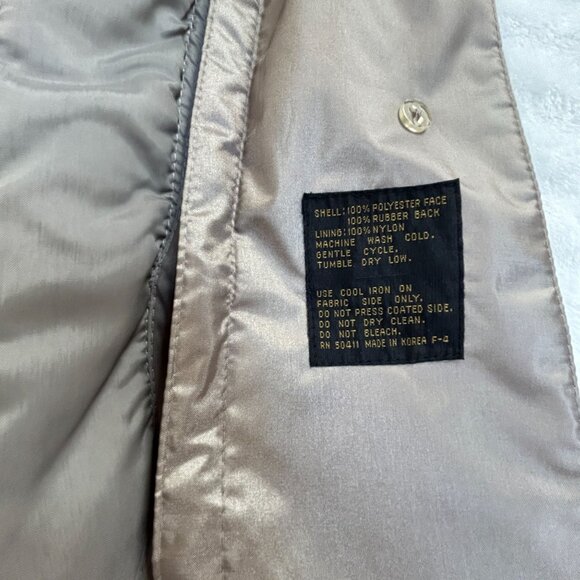 SHELL:100% POLYESTER FACE
100% RUBBER BACK
LINING:100% NYLON
MACHINE WASH COLD.
GENTLE CYCLE.
TUMBLE DRY LOW.
USE COOL IRON ON
FABRIC SIDE ONLY.
DO NOT PRESS COATED SIDE.
DO NOT DRY CLEAN.
DO NOT BLEACH.
RN 50411 MADE IN KOREA F-4